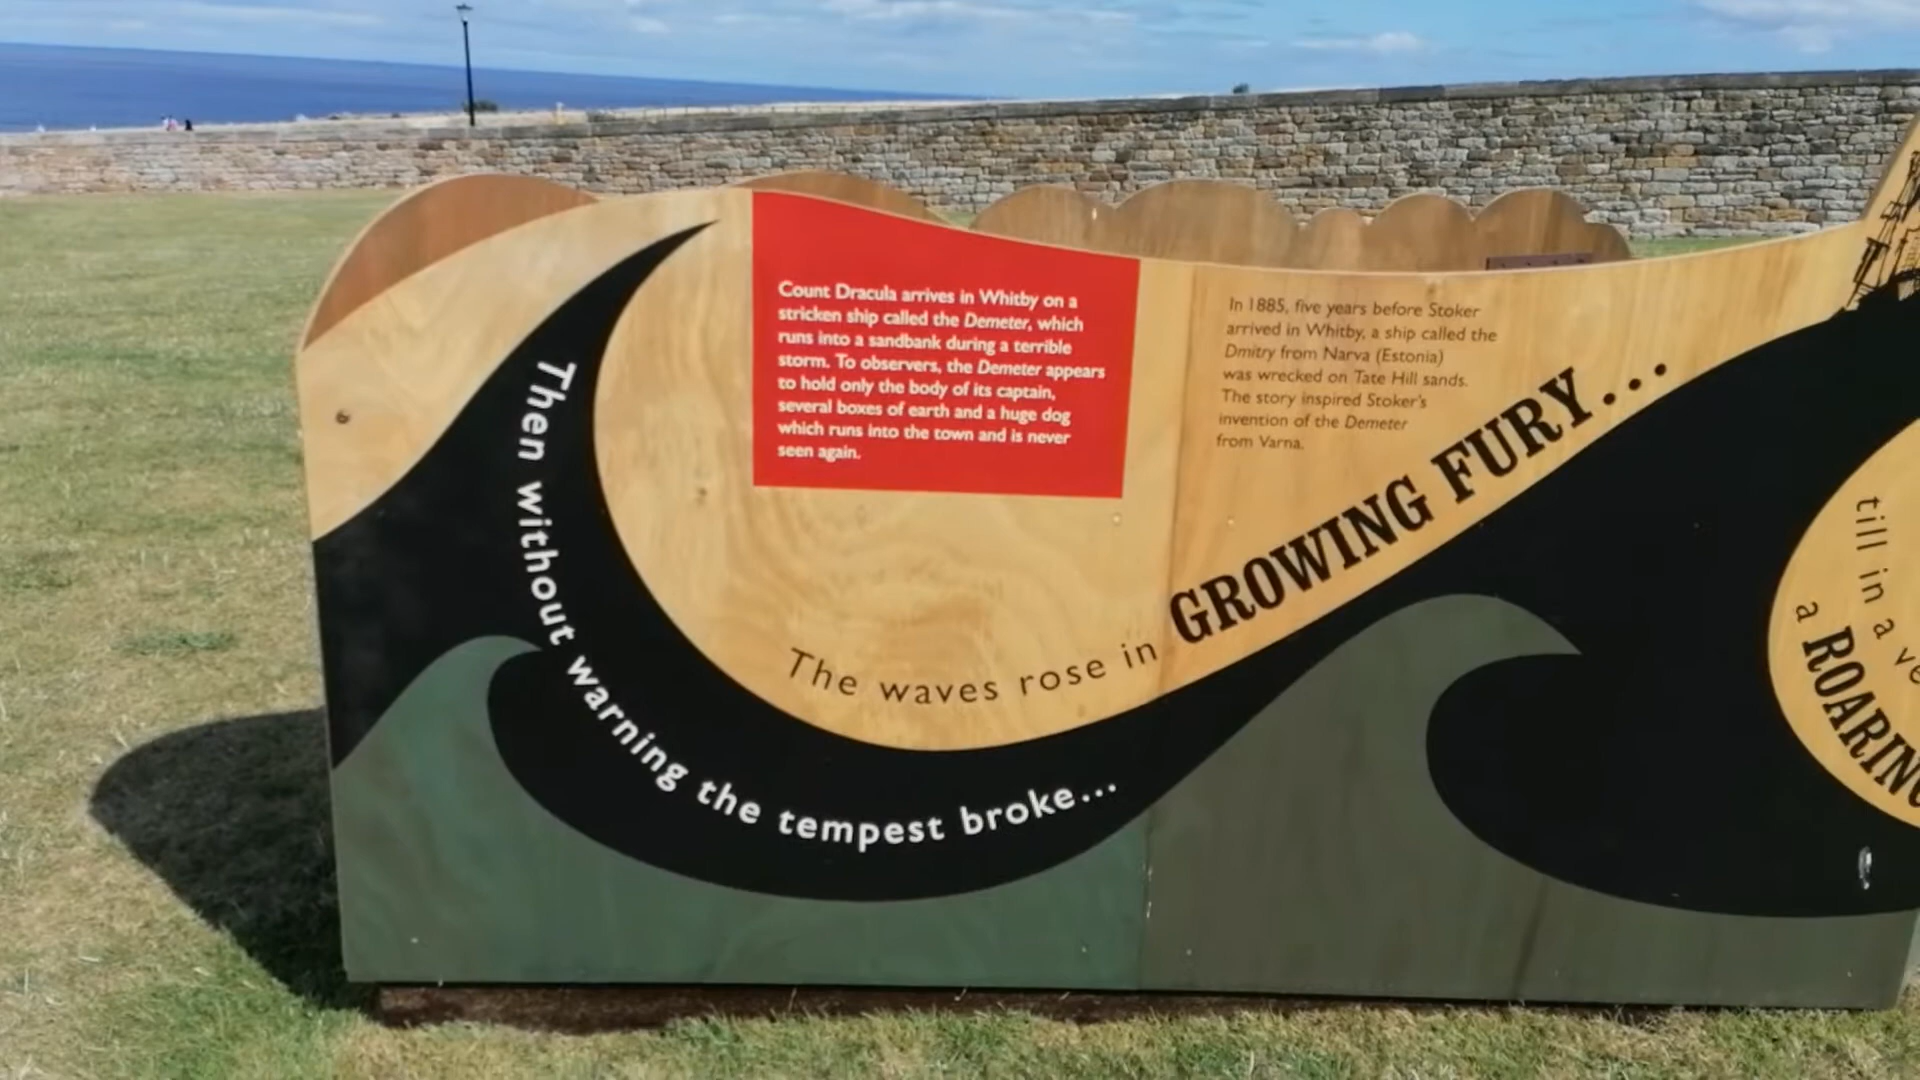 Count Dracula arrives in Whitby on a
stricken ship called the Demeter, which
runs into a sandbank during a terrible
storm. To observers, the Demeter appears
to hold only the body of its captain,
several boxes of earth and a huge dog
which runs into the town and is never
seen again.
In 1885, five years before Stoker
arrived in Whitby, a ship called the
Dmitry from Narva (Estonia)
was wrecked on Tate Hill sands.
The story inspired Stoker's
invention of the Demeter
from Varna.
Then without warning the tempest broke...
The waves rose in GROWING FURY...
till in a
a ROARING